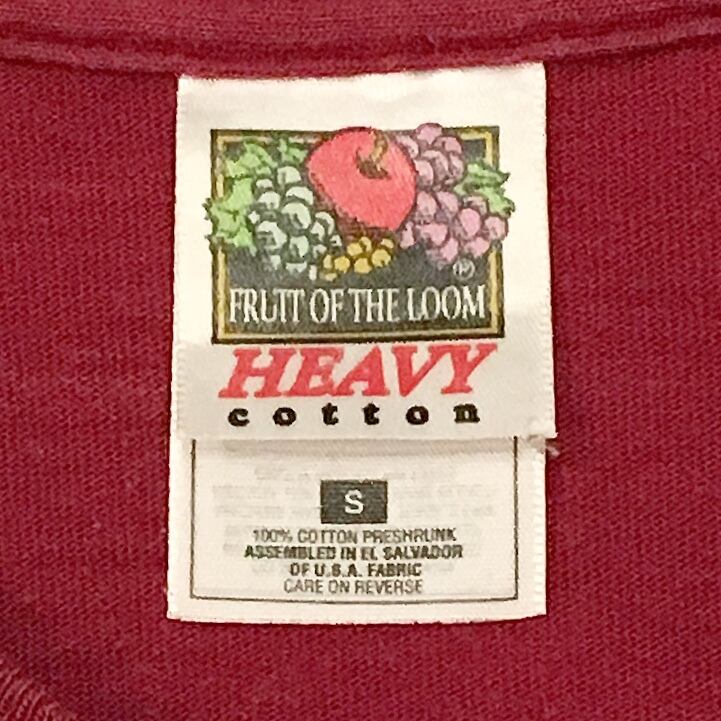 ®
FRUIT OF THE LOOM
HEAVY
cotton
S
100% COTTON PRESHRUNK
ASSEMBLED IN EL SALVADOR
OF U.S.A. FABRIC
CARE ON REVERSE